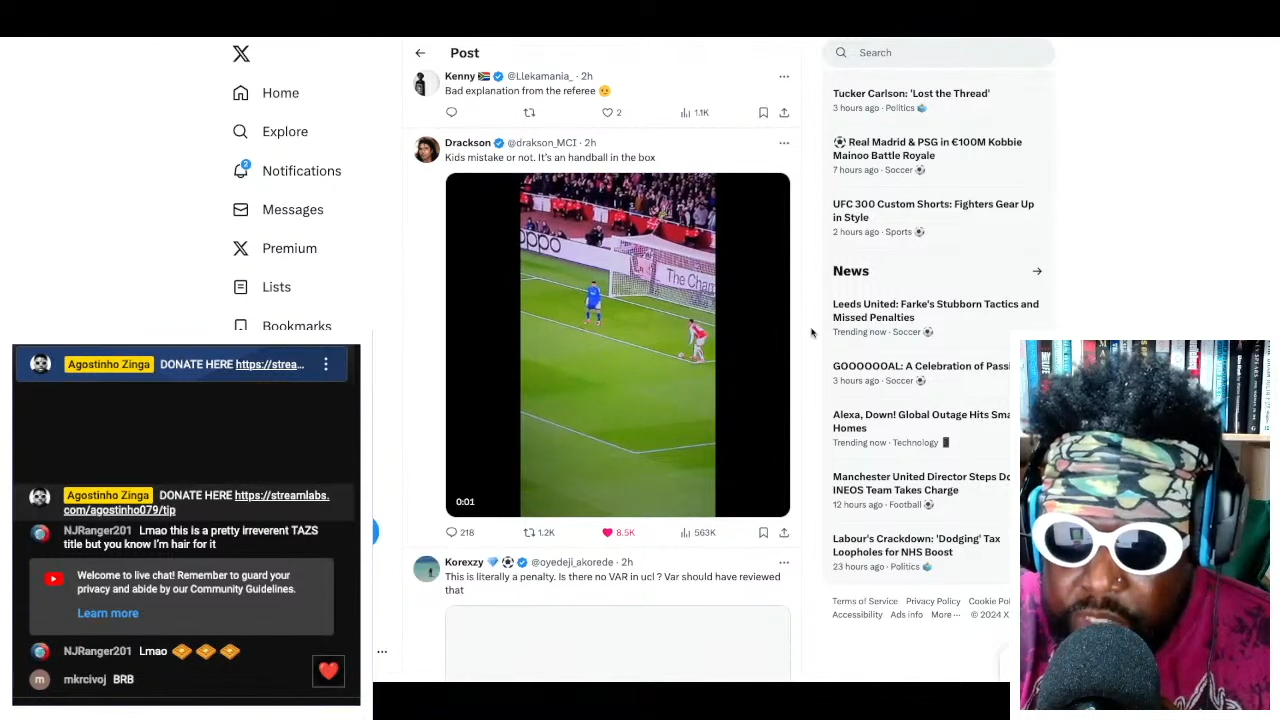 Home
Explore
2
Notifications
Messages
Premium
Lists
Bookmarks
Post
Kenny 🇿🇦 @Llekamania_ · 2h
Bad explanation from the referee 🫠
2
1.1K
Drackson @drakson_MCI · 2h
Kids mistake or not. It's an handball in the box
oppo
The Cham
0:01
218
1.2K
8.5K
563K
Korexzy 💎 ⚽ @oyedeji_akorede · 2h
This is literally a penalty. Is there no VAR in ucl ? Var should have reviewed
that
Search
Tucker Carlson: 'Lost the Thread'
3 hours ago · Politics
⚽ Real Madrid & PSG in €100M Kobbie
Mainoo Battle Royale
7 hours ago · Soccer
UFC 300 Custom Shorts: Fighters Gear Up
in Style
2 hours ago · Sports
News
Leeds United: Farke's Stubborn Tactics and
Missed Penalties
Trending now · Soccer
GOOOOOOAL: A Celebration of Passi
3 hours ago · Soccer
Alexa, Down! Global Outage Hits Sma
Homes
Trending now · Technology
Manchester United Director Steps Do
INEOS Team Takes Charge
12 hours ago · Football
Labour's Crackdown: 'Dodging' Tax
Loopholes for NHS Boost
23 hours ago · Politics
Terms of Service Privacy Policy Cookie Pol
Accessibility Ads info More ··· © 2024 X
Agostinho Zinga DONATE HERE https://strea...
Agostinho Zinga DONATE HERE https://streamlabs.
com/agostinho079/tip
NJRanger201 Lmao this is a pretty irreverent TAZS
title but you know I'm hair for it
Welcome to live chat! Remember to guard your
privacy and abide by our Community Guidelines.
Learn more
NJRanger201 Lmao
m mkrcivoj BRB